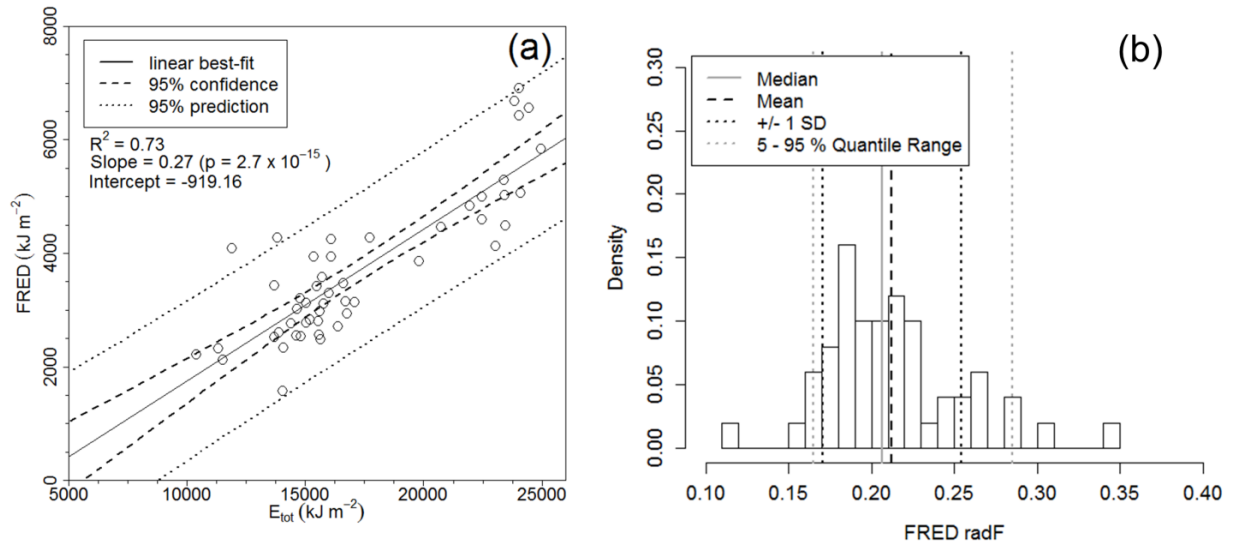 (a)
linear best-fit
95% confidence
95% prediction
R² = 0.73
Slope = 0.27 (p = 2.7 x 10⁻¹⁵ )
Intercept = -919.16
FRED (kJ m⁻²)
8000
6000
4000
2000
0
5000 10000 15000 20000 25000
Eₜₒₜ (kJ m⁻²)
(b)
Median
Mean
+/- 1 SD
5 - 95 % Quantile Range
Density
0.30
0.25
0.20
0.15
0.10
0.05
0.00
0.10 0.15 0.20 0.25 0.30 0.35 0.40
FRED radF